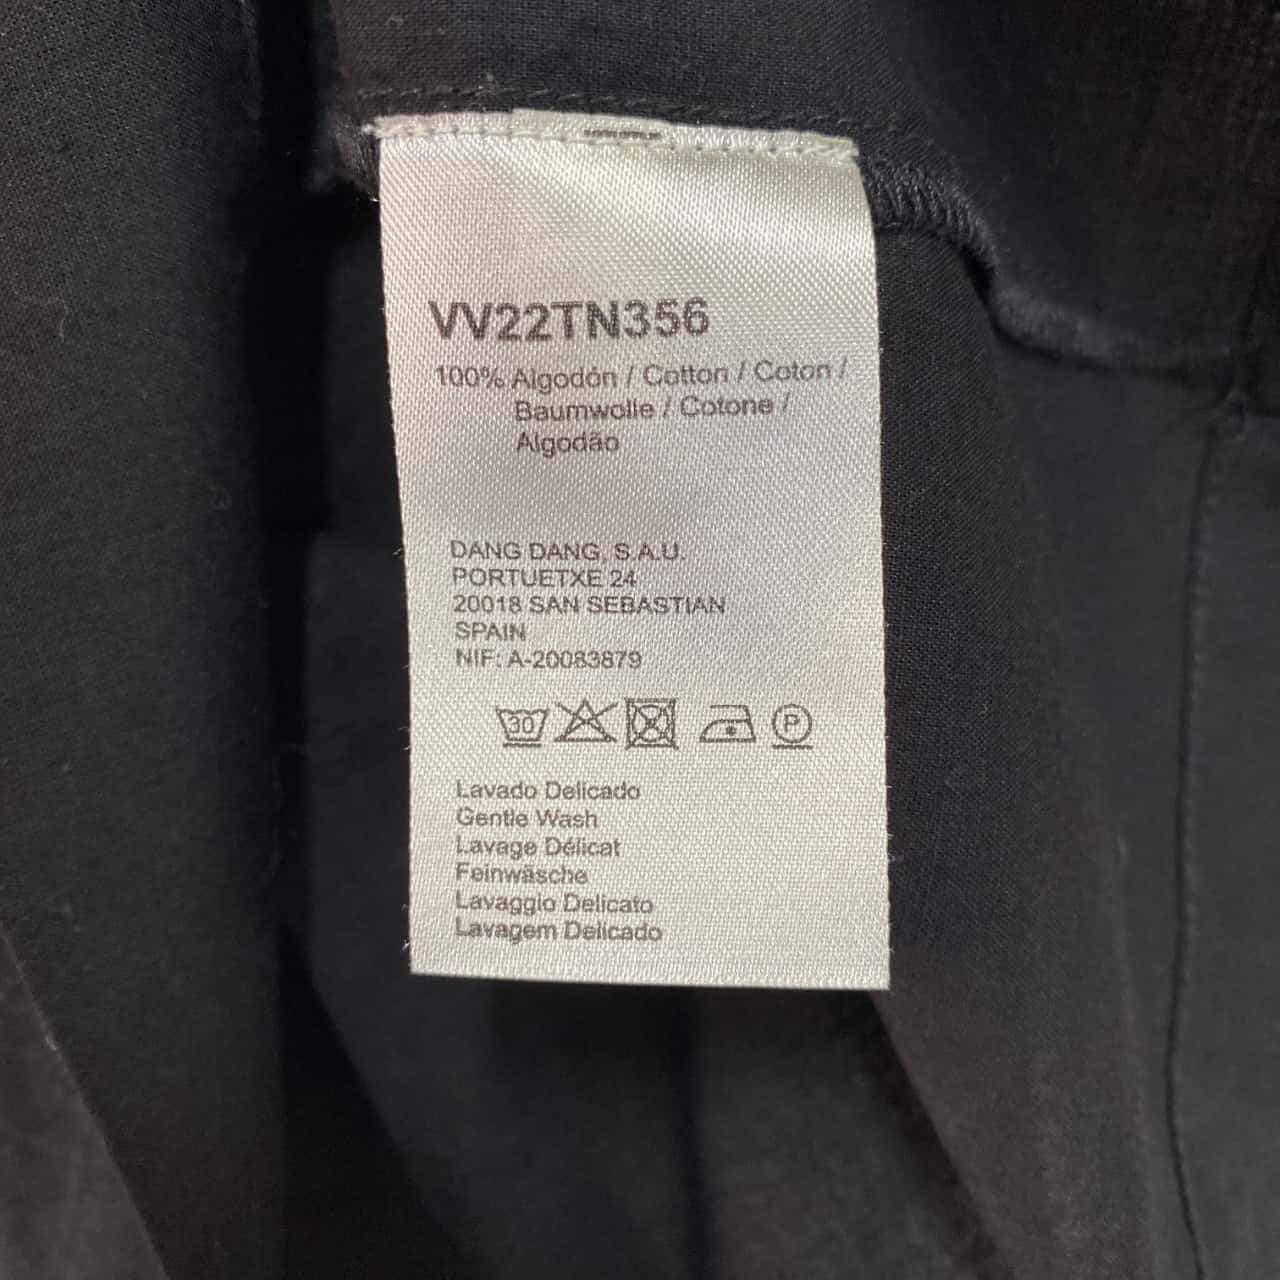 VV22TN356
100% Algodón / Cotton / Coton /
Baumwolle / Cotone /
Algodão
DANG DANG, S.A.U.
PORTUETXE 24
20018 SAN SEBASTIAN
SPAIN
NIF: A-20083879
30 P
Lavado Delicado
Gentle Wash
Lavage Délicat
Feinwäsche
Lavaggio Delicato
Lavagem Delicado